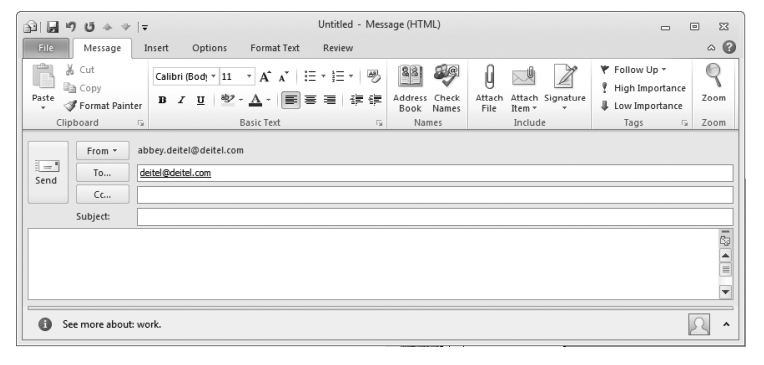 Untitled - Message (HTML)
File Message Insert Options Format Text Review
Cut
Copy
Format Painter
Paste
Clipboard
Calibri (Body 11
B I U
Basic Text
Address Book
Check Names
Names
Attach File
Attach Item
Signature
Include
Follow Up
High Importance
Low Importance
Tags
Zoom
Zoom
Send
From abbey.deitel@deitel.com
To... deitel@deitel.com
Cc...
Subject:
See more about: work.